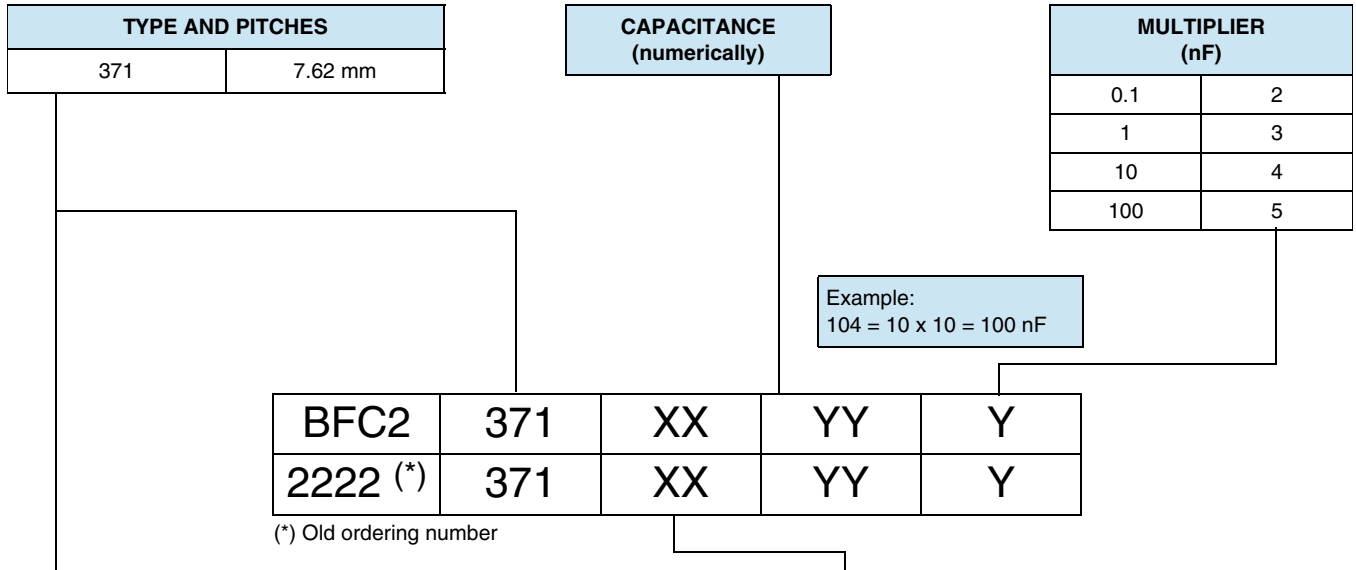 TYPE AND PITCHES
371 7.62 mm
CAPACITANCE
(numerically)
MULTIPLIER
(nF)
0.1 2
1 3
10 4
100 5
Example:
104 = 10 x 10 = 100 nF
BFC2 371 XX YY Y
2222 (*) 371 XX YY Y
(*) Old ordering number